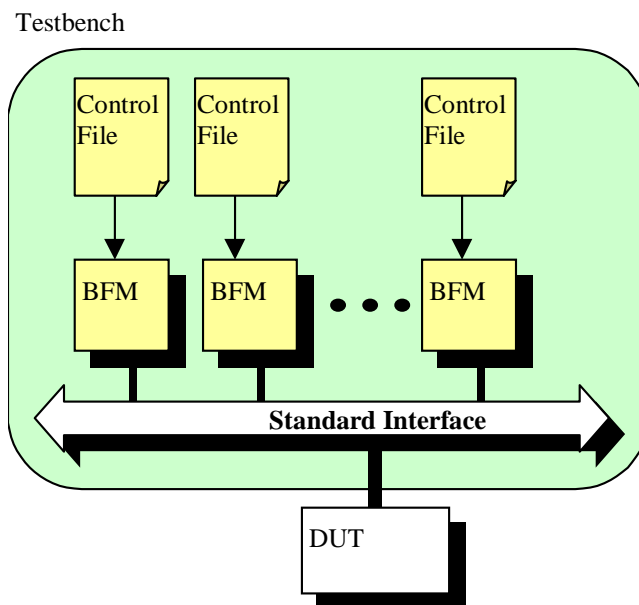 Testbench
Control
File
Control
File
Control
File
BFM
BFM
BFM
Standard Interface
DUT